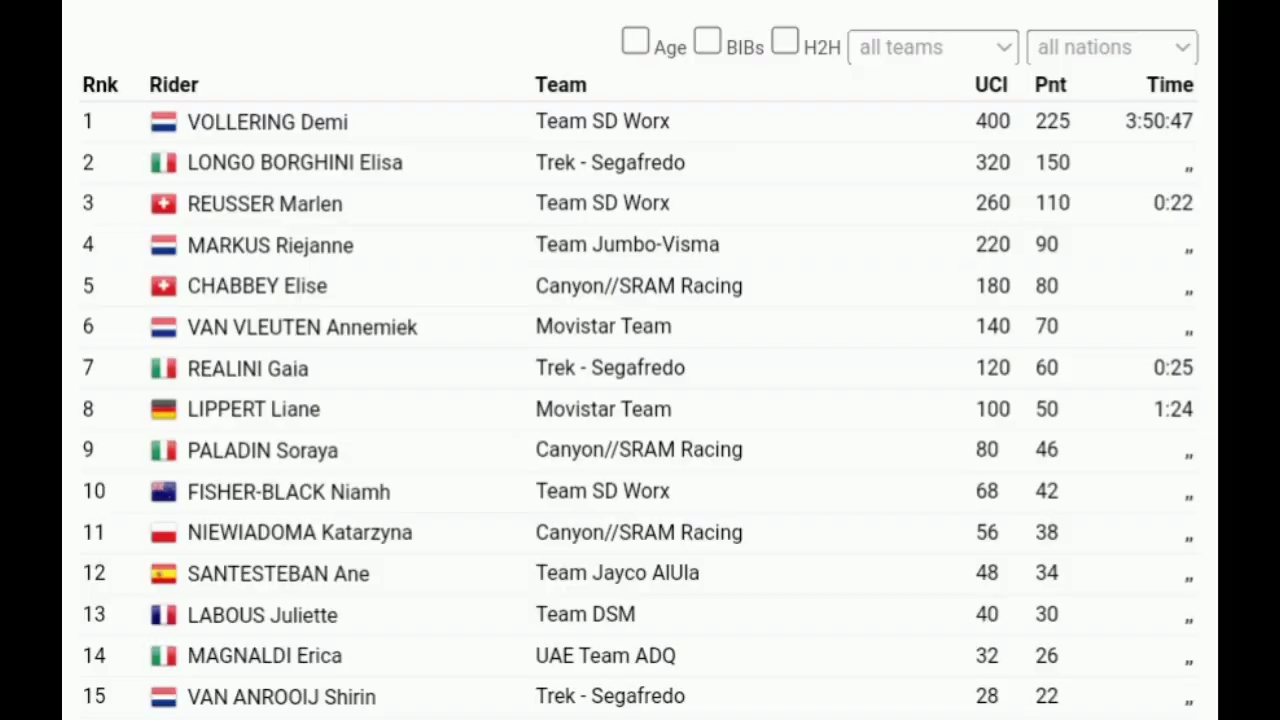 Age BIBs H2H all teams all nations
Rnk Rider Team UCI Pnt Time
1 VOLLERING Demi Team SD Worx 400 225 3:50:47
2 LONGO BORGHINI Elisa Trek - Segafredo 320 150 ,,
3 REUSSER Marlen Team SD Worx 260 110 0:22
4 MARKUS Riejanne Team Jumbo-Visma 220 90 ,,
5 CHABBEY Elise Canyon//SRAM Racing 180 80 ,,
6 VAN VLEUTEN Annemiek Movistar Team 140 70 ,,
7 REALINI Gaia Trek - Segafredo 120 60 0:25
8 LIPPERT Liane Movistar Team 100 50 1:24
9 PALADIN Soraya Canyon//SRAM Racing 80 46 ,,
10 FISHER-BLACK Niamh Team SD Worx 68 42 ,,
11 NIEWIADOMA Katarzyna Canyon//SRAM Racing 56 38 ,,
12 SANTESTEBAN Ane Team Jayco AlUla 48 34 ,,
13 LABOUS Juliette Team DSM 40 30 ,,
14 MAGNALDI Erica UAE Team ADQ 32 26 ,,
15 VAN ANROOIJ Shirin Trek - Segafredo 28 22 ,,